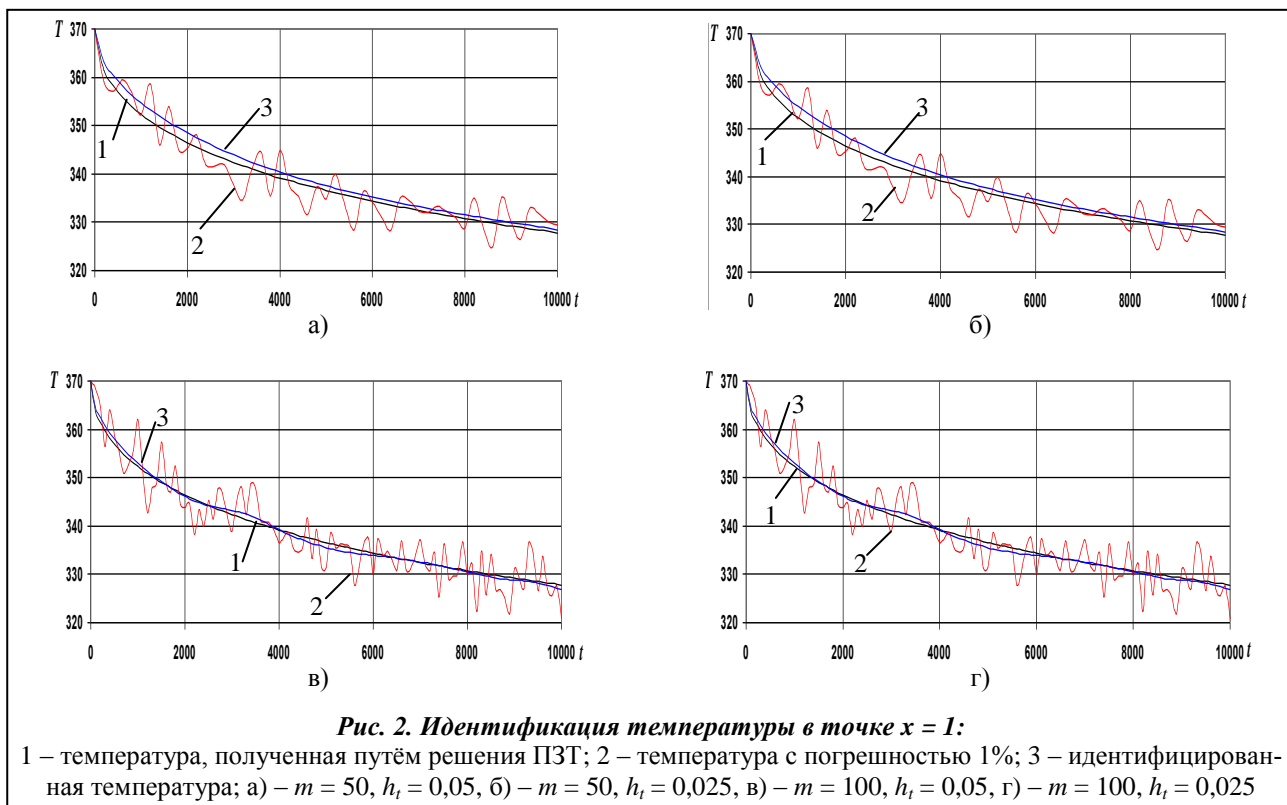 T 370
360
350
340
330
320
0 2000 4000 6000 8000 10000 t
1
2
3
а)
T 370
360
350
340
330
320
0 2000 4000 6000 8000 10000 t
1
2
3
б)
T 370
360
350
340
330
320
0 2000 4000 6000 8000 10000 t
3
1
2
в)
T 370
360
350
340
330
320
0 2000 4000 6000 8000 10000 t
3
1
2
г)
Рис. 2. Идентификация температуры в точке x = 1:
1 – температура, полученная путём решения ПЗТ; 2 – температура с погрешностью 1%; 3 – идентифицирован-
ная температура; а) – m = 50, hₜ = 0,05, б) – m = 50, hₜ = 0,025, в) – m = 100, hₜ = 0,05, г) – m = 100, hₜ = 0,025